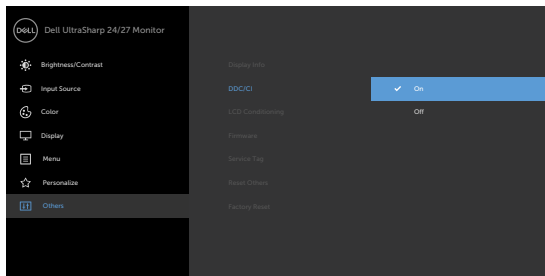 DELL
Dell UltraSharp 24/27 Monitor
Brightness/Contrast
Input Source
Color
Display
Menu
Personalize
Others
Display Info
DDC/CI
LCD Conditioning
Firmware
Service Tag
Reset Others
Factory Reset
On
Off